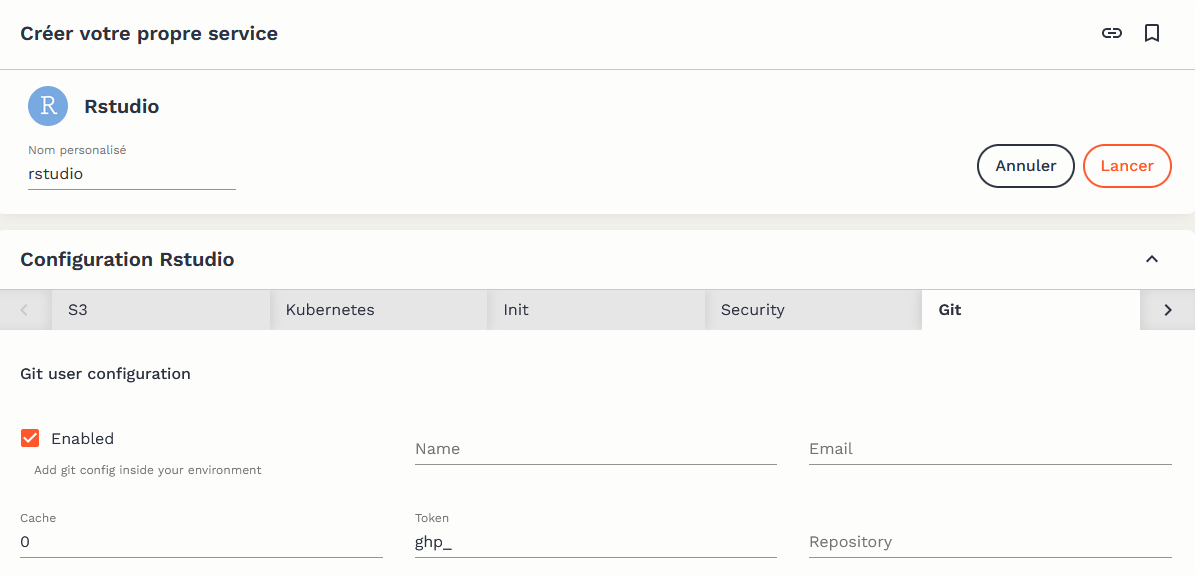 Créer votre propre service
R
Rstudio
Nom personalisé
rstudio
Annuler
Lancer
Configuration Rstudio
S3
Kubernetes
Init
Security
Git
Git user configuration
Enabled
Name
Email
Add git config inside your environment
Cache
Token
0
ghp_
Repository